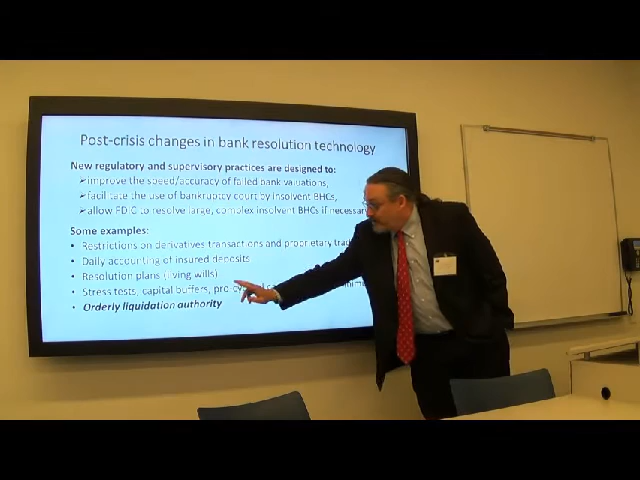 Post-crisis changes in bank resolution technology
New regulatory and supervisory practices are designed to:
➢improve the speed/accuracy of failed bank valuations,
➢facilitate the use of bankruptcy court by insolvent BHCs,
➢allow FDIC to resolve large, complex insolvent BHCs if necessary
Some examples:
• Restrictions on derivatives transactions and proprietary
• Daily accounting of insured deposits
• Resolution plans (living wills)
• Stress tests, capital buffers,
• Orderly liquidation authority